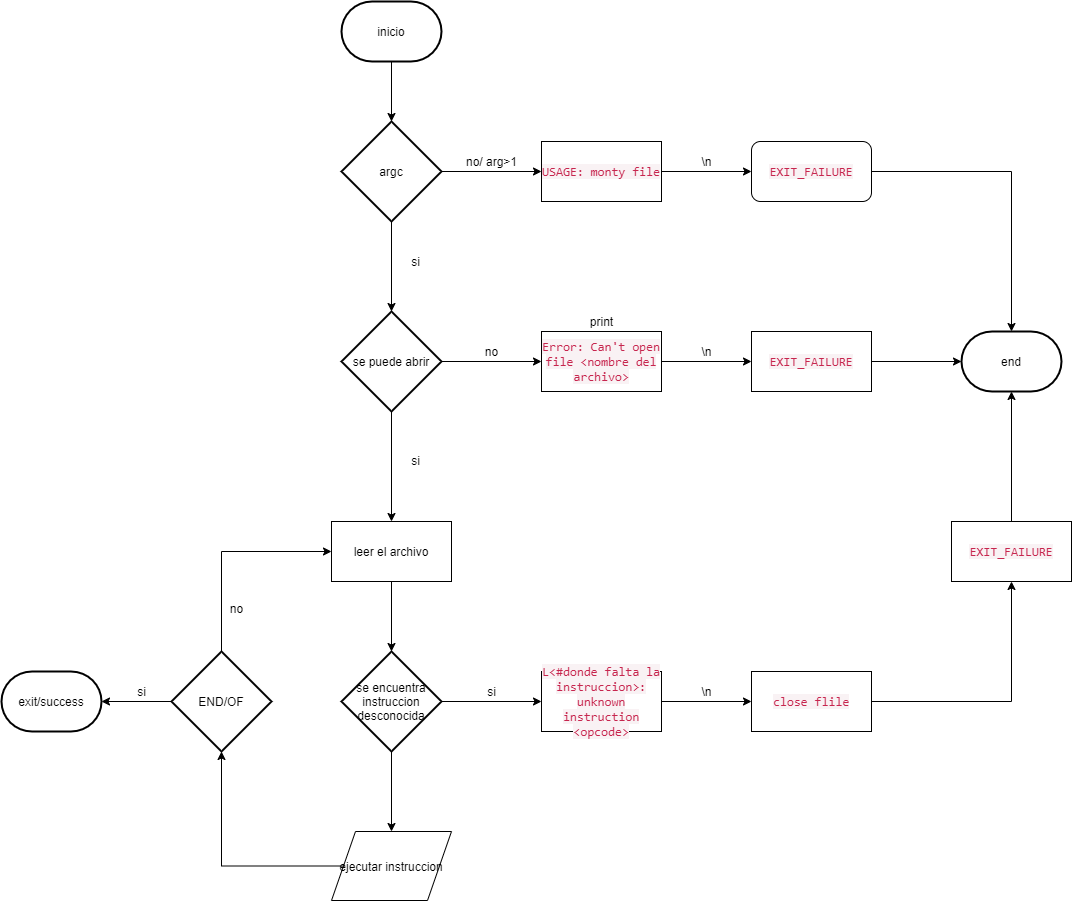 inicio
argc
no/ arg>1
USAGE: monty file
\n
EXIT_FAILURE
si
se puede abrir
no
print
Error: Can't open
file <nombre del
archivo>
\n
EXIT_FAILURE
end
si
leer el archivo
EXIT_FAILURE
no
exit/success
si
END/OF
se encuentra
instruccion
desconocida
si
L<#donde falta la
instruccion>:
unknown
instruction
<opcode>
\n
close flile
ejecutar instruccion